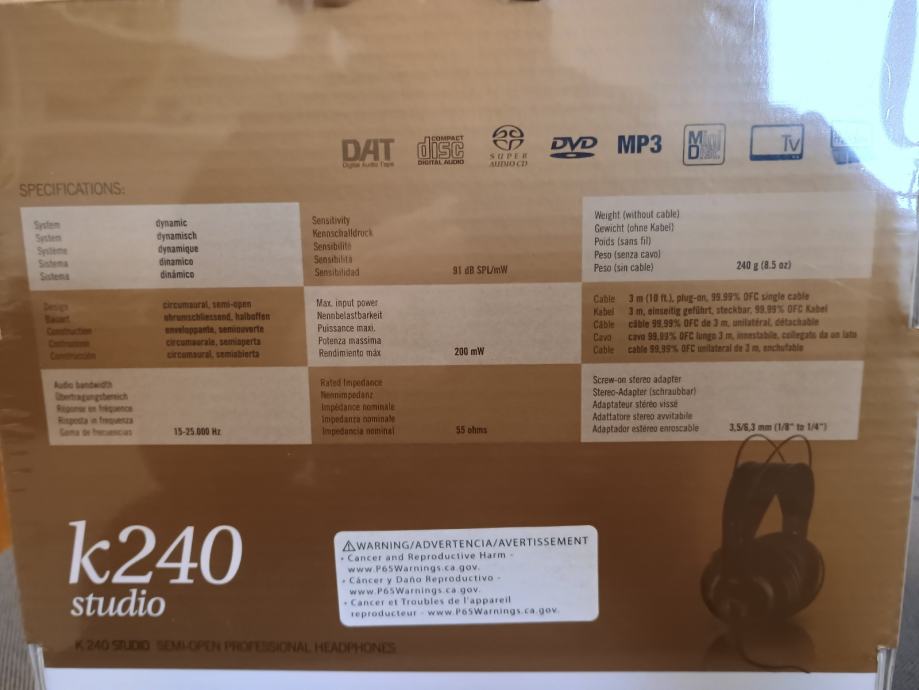 DAT
Digital Audio Tape
COMPACT
disc
DIGITAL AUDIO
SUPER
AUDIO CD
DVD
MP3
Mini
Disc
TV
SPECIFICATIONS:
System dynamic
System dynamisch
Système dynamique
Sistema dinamico
Sistema dinámico
Sensitivity
Kennschalldruck
Sensibilité
Sensibilità
Sensibilidad 91 dB SPL/mW
Weight (without cable)
Gewicht (ohne Kabel)
Poids (sans fil)
Peso (senza cavo)
Peso (sin cable) 240 g (8.5 oz)
Design circumaural, semi-open
Bauart ohrumschliessend, halboffen
Construction enveloppante, semiouverte
Costruzione circumaurale, semiaperta
Construcción circumaural, semiabierta
Max. input power
Nennbelastbarkeit
Puissance maxi.
Potenza massima
Rendimiento máx 200 mW
Cable 3 m (10 ft.), plug-on, 99.99% OFC single cable
Kabel 3 m, einseitig geführt, steckbar, 99.99% OFC Kabel
Câble câble 99,99% OFC de 3 m, unilatéral, détachable
Cavo cavo 99,99% OFC lungo 3 m, innestabile, collegato da un lato
Cable cable 99,99% OFC unilateral de 3 m, enchufable
Audio bandwidth
Übertragungsbereich
Réponse en fréquence
Risposta in frequenza
Gama de frecuencias 15-25.000 Hz
Rated Impedance
Nennimpedanz
Impédance nominale
Impedenza nominale
Impedancia nominal 55 ohms
Screw-on stereo adapter
Stereo-Adapter (schraubbar)
Adaptateur stéréo vissé
Adattatore stereo avvitabile
Adaptador estéreo enroscable 3,5/6,3 mm (1/8" to 1/4")
k240
studio
⚠WARNING/ADVERTENCIA/AVERTISSEMENT
• Cancer and Reproductive Harm -
www.P65Warnings.ca.gov.
• Cáncer y Daño Reproductivo -
www.P65Warnings.ca.gov.
• Cancer et Troubles de l'appareil
reproducteur - www.P65Warnings.ca.gov.
K 240 STUDIO SEMI-OPEN PROFESSIONAL HEADPHONES